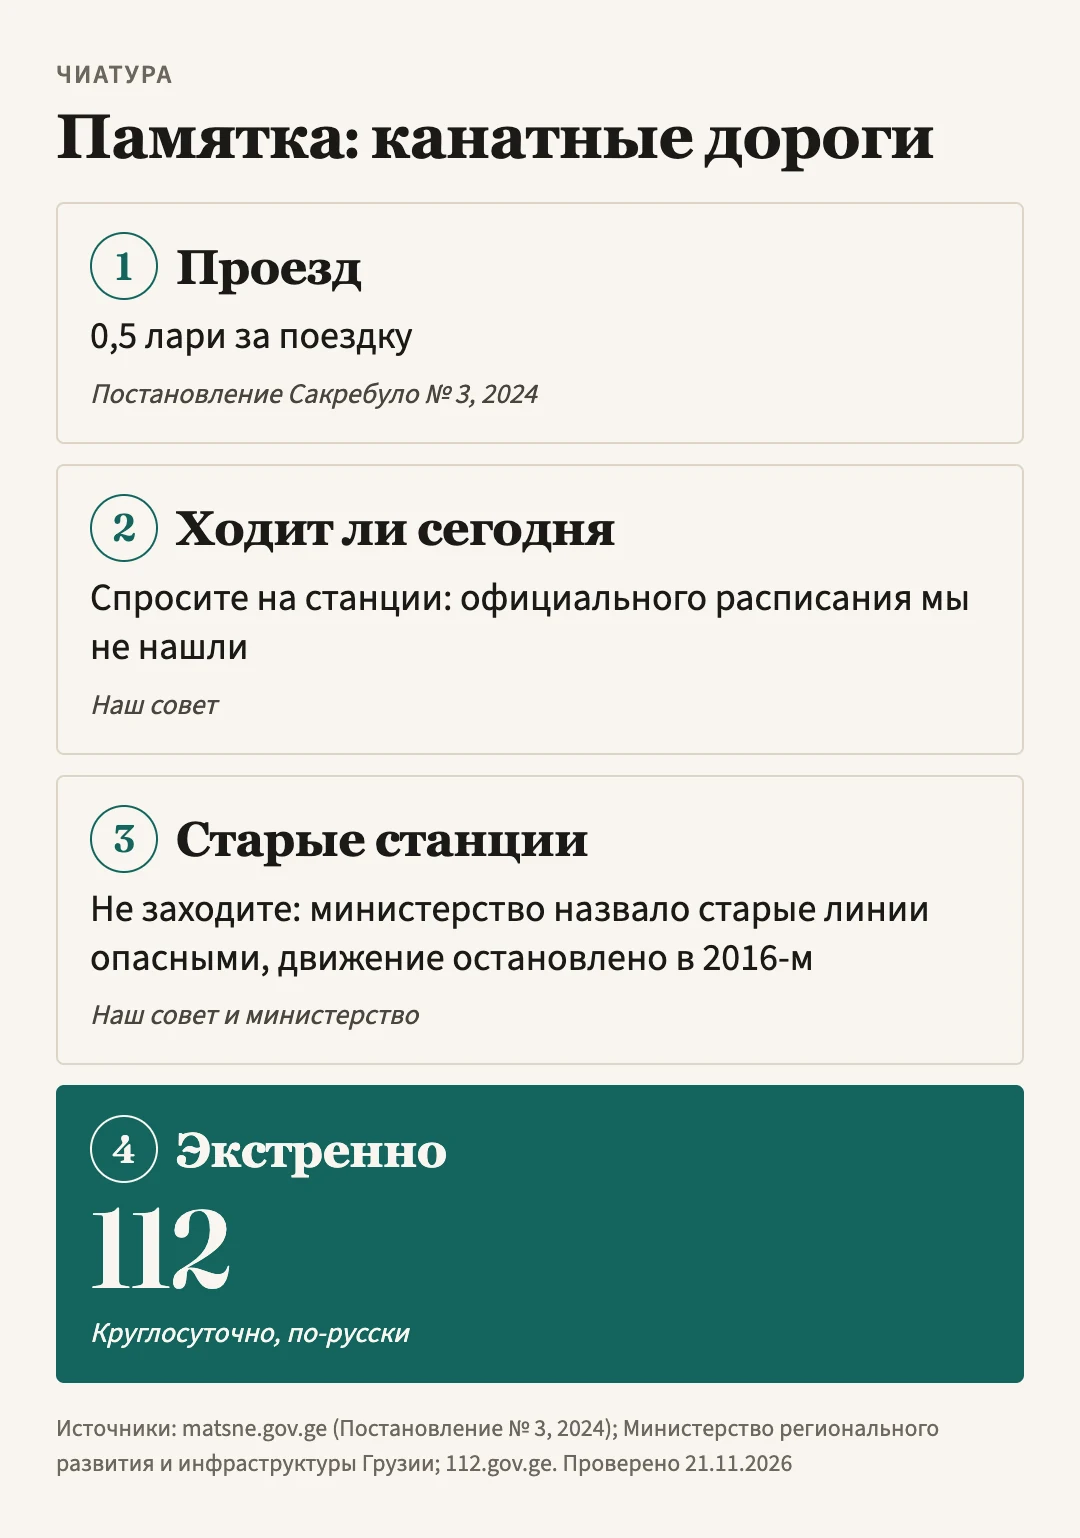 ЧИАТУРА
Памятка: канатные дороги
1 Проезд
0,5 лари за поездку
Постановление Сакребуло № 3, 2024
2 Ходит ли сегодня
Спросите на станции: официального расписания мы
не нашли
Наш совет
3 Старые станции
Не заходите: министерство назвало старые линии
опасными, движение остановлено в 2016-м
Наш совет и министерство
4 Экстренно
112
Круглосуточно, по-русски
Источники: matsne.gov.ge (Постановление № 3, 2024); Министерство регионального
развития и инфраструктуры Грузии; 112.gov.ge. Проверено 21.11.2026